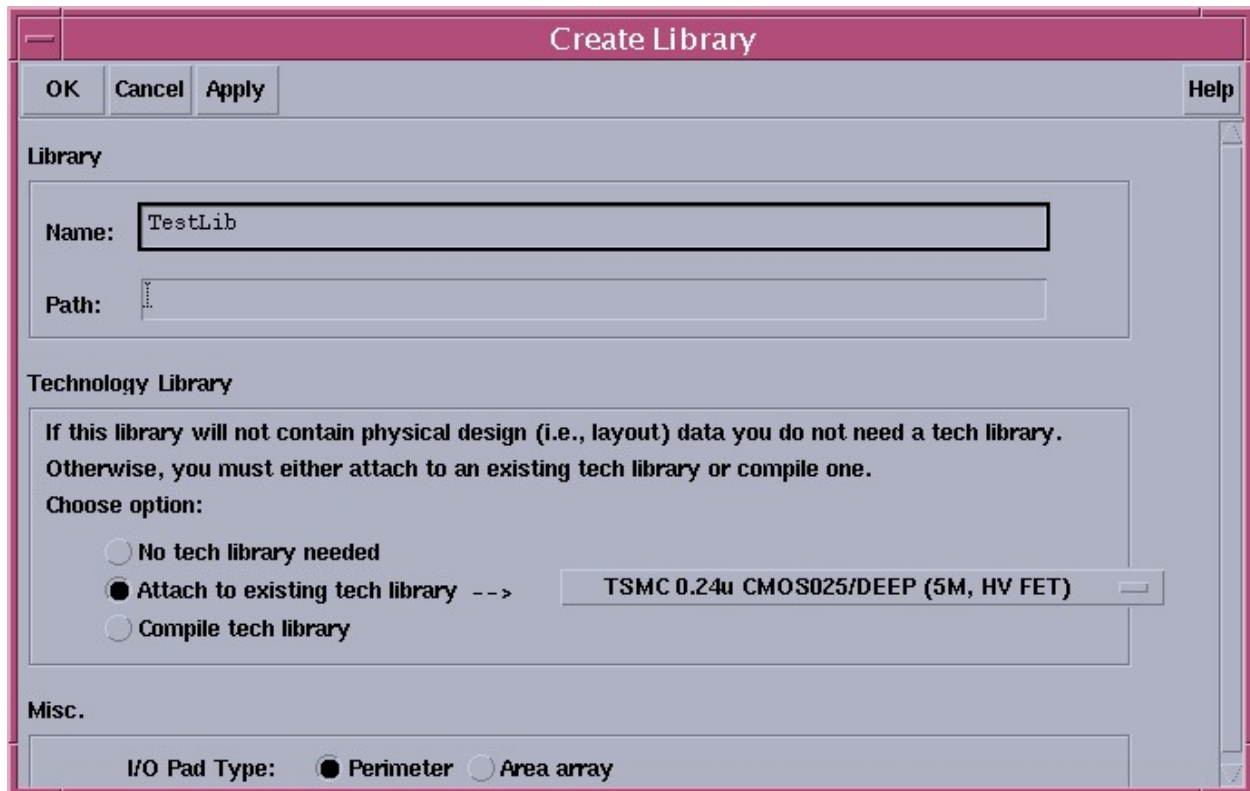 Create Library
OK Cancel Apply Help
Library
Name: TestLib
Path:
Technology Library
If this library will not contain physical design (i.e., layout) data you do not need a tech library.
Otherwise, you must either attach to an existing tech library or compile one.
Choose option:
No tech library needed
Attach to existing tech library --> TSMC 0.24u CMOS025/DEEP (5M, HV FET)
Compile tech library
Misc.
I/O Pad Type: Perimeter Area array